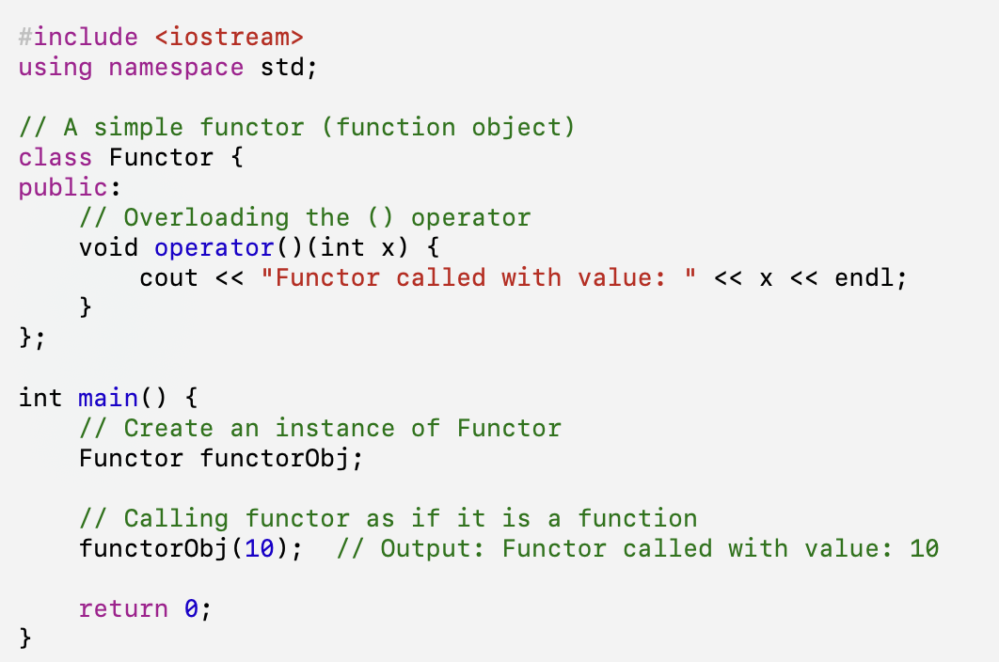 #include <iostream>
using namespace std;

// A simple functor (function object)
class Functor {
public:
    // Overloading the () operator
    void operator()(int x) {
        cout << "Functor called with value: " << x << endl;
    }
};

int main() {
    // Create an instance of Functor
    Functor functorObj;

    // Calling functor as if it is a function
    functorObj(10);  // Output: Functor called with value: 10

    return 0;
}